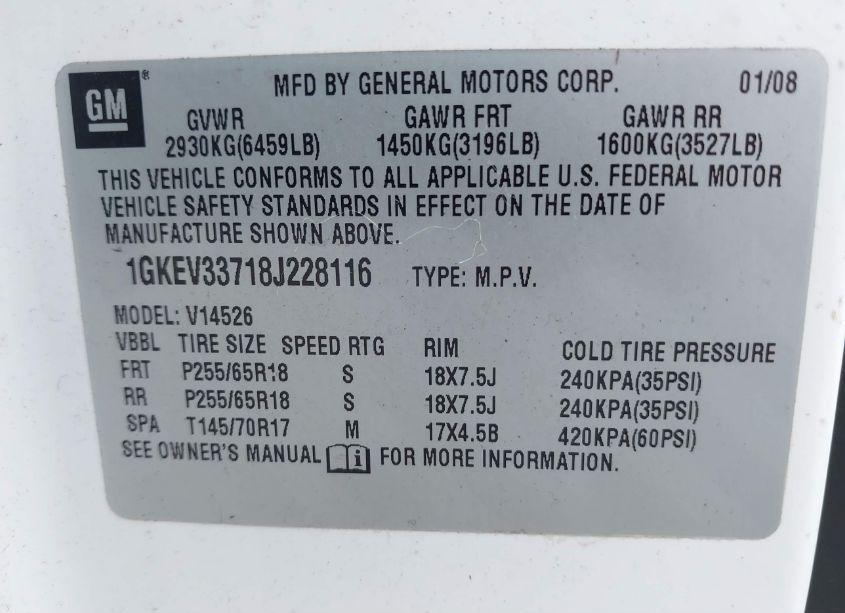 GM ® MFD BY GENERAL MOTORS CORP. 01/08
GVWR GAWR FRT GAWR RR
2930KG(6459LB) 1450KG(3196LB) 1600KG(3527LB)
THIS VEHICLE CONFORMS TO ALL APPLICABLE U.S. FEDERAL MOTOR
VEHICLE SAFETY STANDARDS IN EFFECT ON THE DATE OF
MANUFACTURE SHOWN ABOVE.
1GKEV33718J228116 TYPE: M.P.V.
MODEL: V14526
VBBL TIRE SIZE SPEED RTG RIM COLD TIRE PRESSURE
FRT P255/65R18 S 18X7.5J 240KPA(35PSI)
RR P255/65R18 S 18X7.5J 240KPA(35PSI)
SPA T145/70R17 M 17X4.5B 420KPA(60PSI)
SEE OWNER'S MANUAL i FOR MORE INFORMATION.